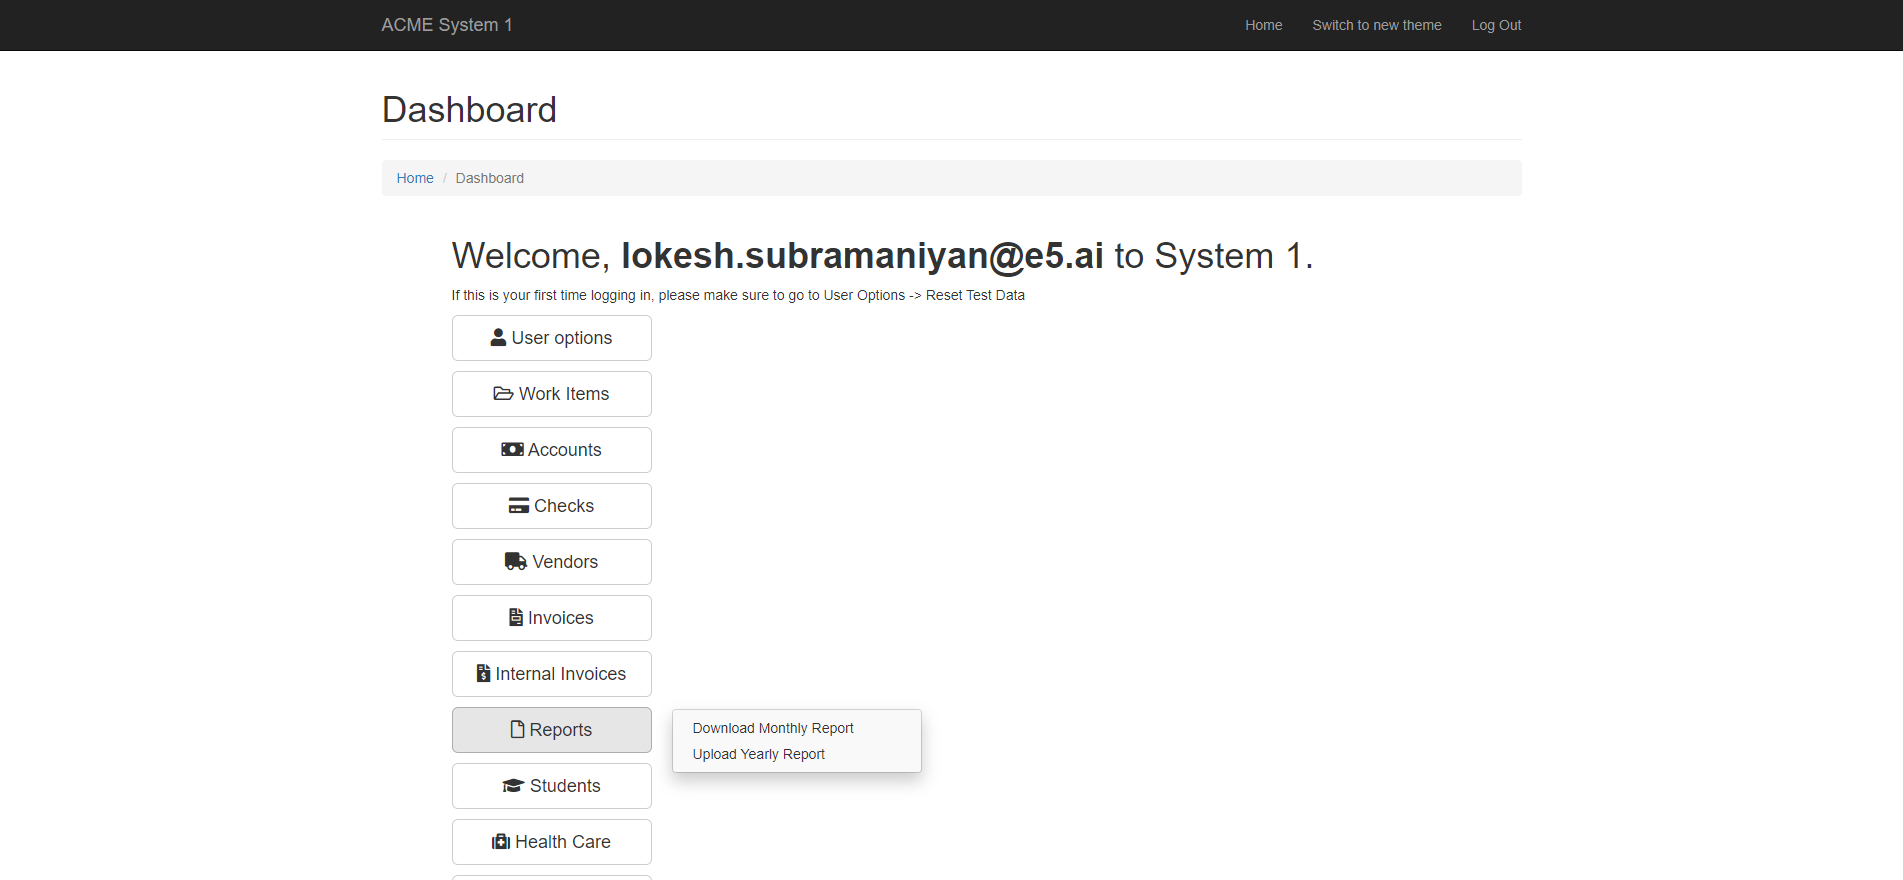 ACME System 1
Home
Switch to new theme
Log Out
Dashboard
Home / Dashboard
Welcome, lokesh.subramaniyan@e5.ai to System 1.
If this is your first time logging in, please make sure to go to User Options -> Reset Test Data
User options
Work Items
Accounts
Checks
Vendors
Invoices
Internal Invoices
Reports
Download Monthly Report
Upload Yearly Report
Students
Health Care